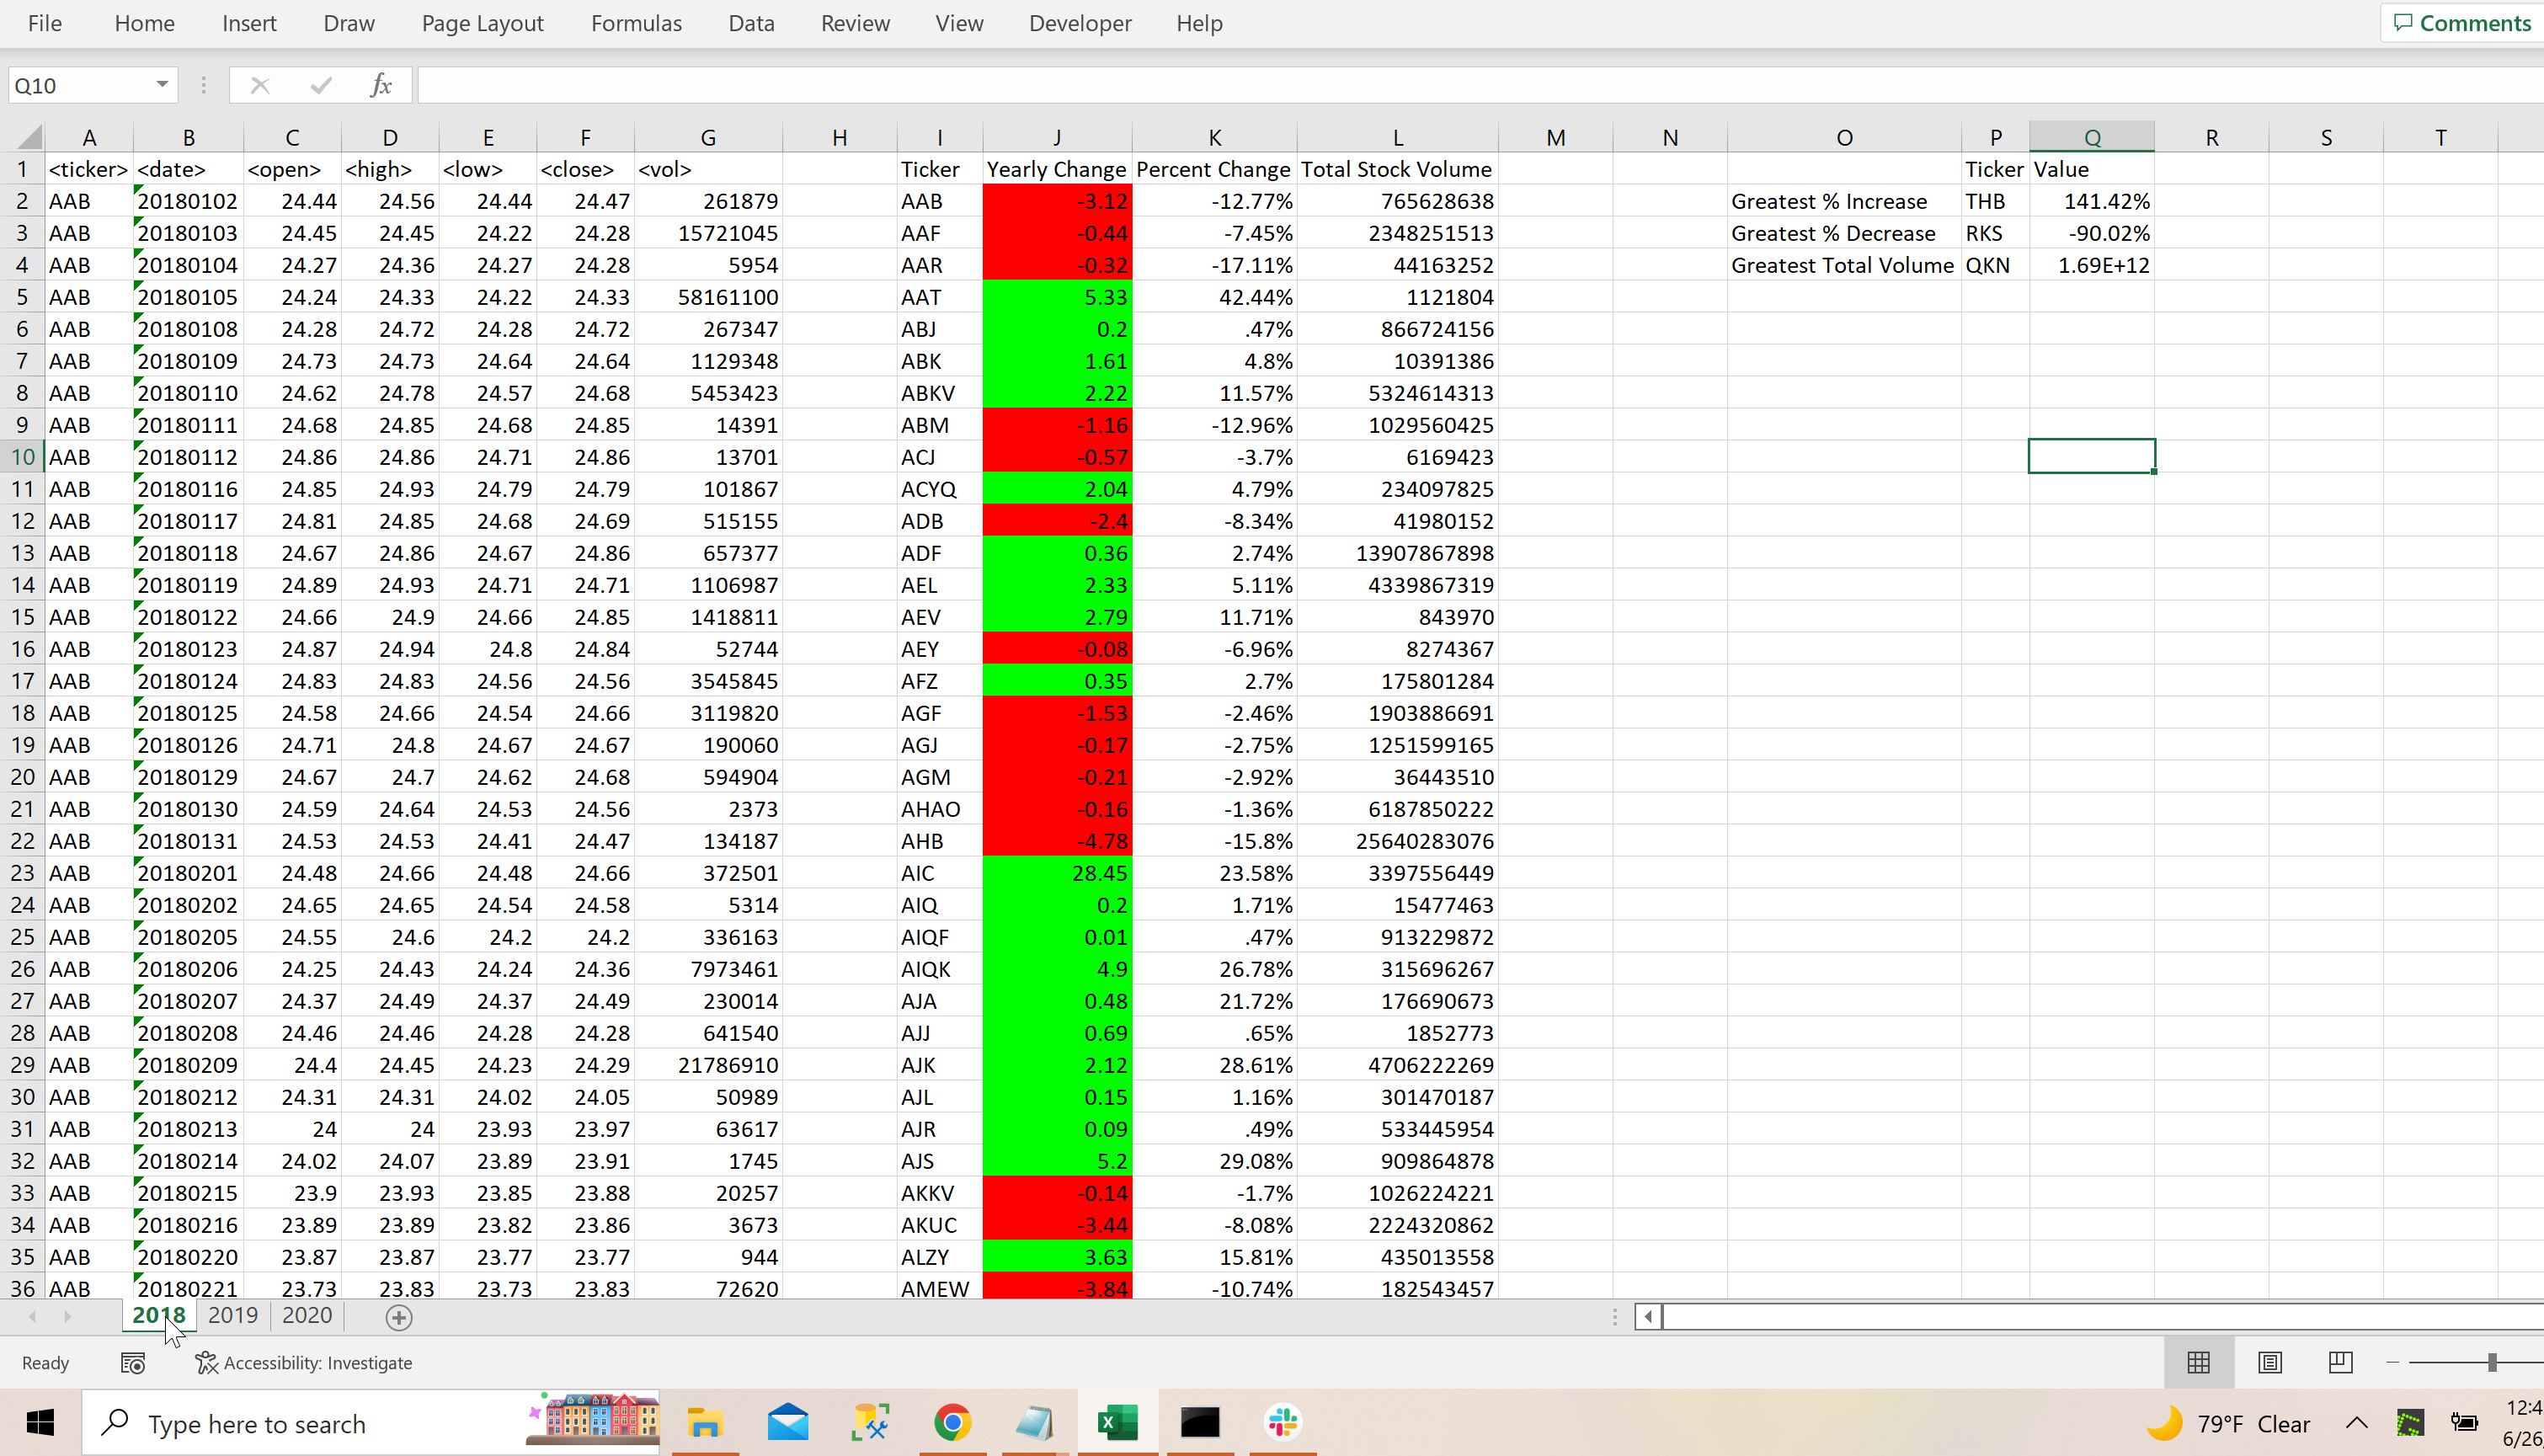 File Home Insert Draw Page Layout Formulas Data Review View Developer Help Comments
Q10 fx
A B C D E F G H I J K L M N O P Q R S T
1 <ticker> <date> <open> <high> <low> <close> <vol> Ticker Yearly Change Percent Change Total Stock Volume Ticker Value
2 AAB 20180102 24.44 24.56 24.44 24.47 261879 AAB -3.12 -12.77% 765628638 Greatest % Increase THB 141.42%
3 AAB 20180103 24.45 24.45 24.22 24.28 15721045 AAF -0.44 -7.45% 2348251513 Greatest % Decrease RKS -90.02%
4 AAB 20180104 24.27 24.36 24.27 24.28 5954 AAR -0.32 -17.11% 44163252 Greatest Total Volume QKN 1.69E+12
5 AAB 20180105 24.24 24.33 24.22 24.33 58161100 AAT 5.33 42.44% 1121804
6 AAB 20180108 24.28 24.72 24.28 24.72 267347 ABJ 0.2 .47% 866724156
7 AAB 20180109 24.73 24.73 24.64 24.64 1129348 ABK 1.61 4.8% 10391386
8 AAB 20180110 24.62 24.78 24.57 24.68 5453423 ABKV 2.22 11.57% 5324614313
9 AAB 20180111 24.68 24.85 24.68 24.85 14391 ABM -1.16 -12.96% 1029560425
10 AAB 20180112 24.86 24.86 24.71 24.86 13701 ACJ -0.57 -3.7% 6169423
11 AAB 20180116 24.85 24.93 24.79 24.79 101867 ACYQ 2.04 4.79% 234097825
12 AAB 20180117 24.81 24.85 24.68 24.69 515155 ADB -2.4 -8.34% 41980152
13 AAB 20180118 24.67 24.86 24.67 24.86 657377 ADF 0.36 2.74% 13907867898
14 AAB 20180119 24.89 24.93 24.71 24.71 1106987 AEL 2.33 5.11% 4339867319
15 AAB 20180122 24.66 24.9 24.66 24.85 1418811 AEV 2.79 11.71% 843970
16 AAB 20180123 24.87 24.94 24.8 24.84 52744 AEY -0.08 -6.96% 8274367
17 AAB 20180124 24.83 24.83 24.56 24.56 3545845 AFZ 0.35 2.7% 175801284
18 AAB 20180125 24.58 24.66 24.54 24.66 3119820 AGF -1.53 -2.46% 1903886691
19 AAB 20180126 24.71 24.8 24.67 24.67 190060 AGJ -0.17 -2.75% 1251599165
20 AAB 20180129 24.67 24.7 24.62 24.68 594904 AGM -0.21 -2.92% 36443510
21 AAB 20180130 24.59 24.64 24.53 24.56 2373 AHAO -0.16 -1.36% 6187850222
22 AAB 20180131 24.53 24.53 24.41 24.47 134187 AHB -4.78 -15.8% 25640283076
23 AAB 20180201 24.48 24.66 24.48 24.66 372501 AIC 28.45 23.58% 3397556449
24 AAB 20180202 24.65 24.65 24.54 24.58 5314 AIQ 0.2 1.71% 15477463
25 AAB 20180205 24.55 24.6 24.2 24.2 336163 AIQF 0.01 .47% 913229872
26 AAB 20180206 24.25 24.43 24.24 24.36 7973461 AIQK 4.9 26.78% 315696267
27 AAB 20180207 24.37 24.49 24.37 24.49 230014 AJA 0.48 21.72% 176690673
28 AAB 20180208 24.46 24.46 24.28 24.28 641540 AJJ 0.69 .65% 1852773
29 AAB 20180209 24.4 24.45 24.23 24.29 21786910 AJK 2.12 28.61% 4706222269
30 AAB 20180212 24.31 24.31 24.02 24.05 50989 AJL 0.15 1.16% 301470187
31 AAB 20180213 24 24 23.93 23.97 63617 AJR 0.09 .49% 533445954
32 AAB 20180214 24.02 24.07 23.89 23.91 1745 AJS 5.2 29.08% 909864878
33 AAB 20180215 23.9 23.93 23.85 23.88 20257 AKKV -0.14 -1.7% 1026224221
34 AAB 20180216 23.89 23.89 23.82 23.86 3673 AKUC -3.44 -8.08% 2224320862
35 AAB 20180220 23.87 23.87 23.77 23.77 944 ALZY 3.63 15.81% 435013558
36 AAB 20180221 23.73 23.83 23.73 23.83 72620 AMEW -3.84 -10.74% 182543457
2018 2019 2020
Ready Accessibility: Investigate
Type here to search 79°F Clear 12:4
6/26